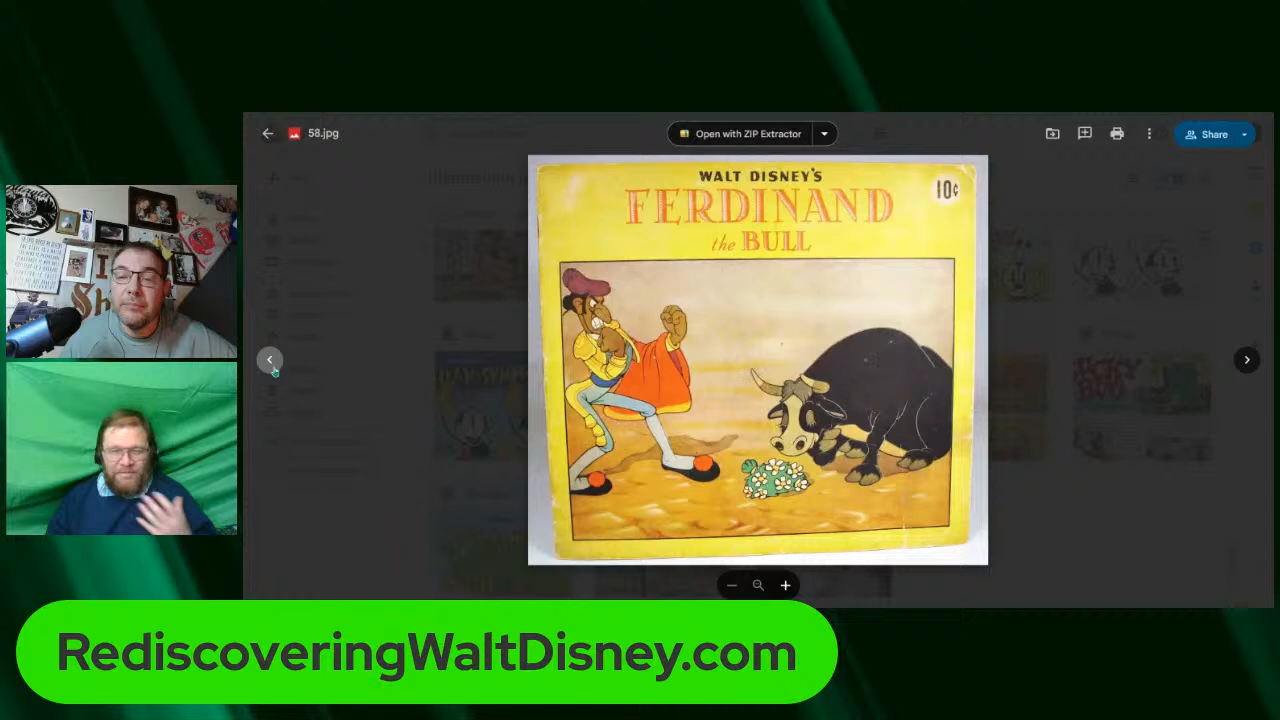 58.jpg
Open with ZIP Extractor
Share
WALT DISNEY'S
FERDINAND
the BULL
10¢
RediscoveringWaltDisney.com